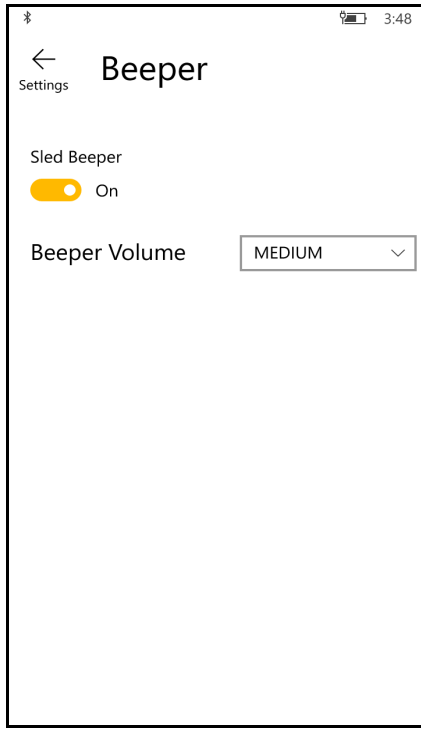 3:48
Settings
Beeper
Sled Beeper
On
Beeper Volume
MEDIUM